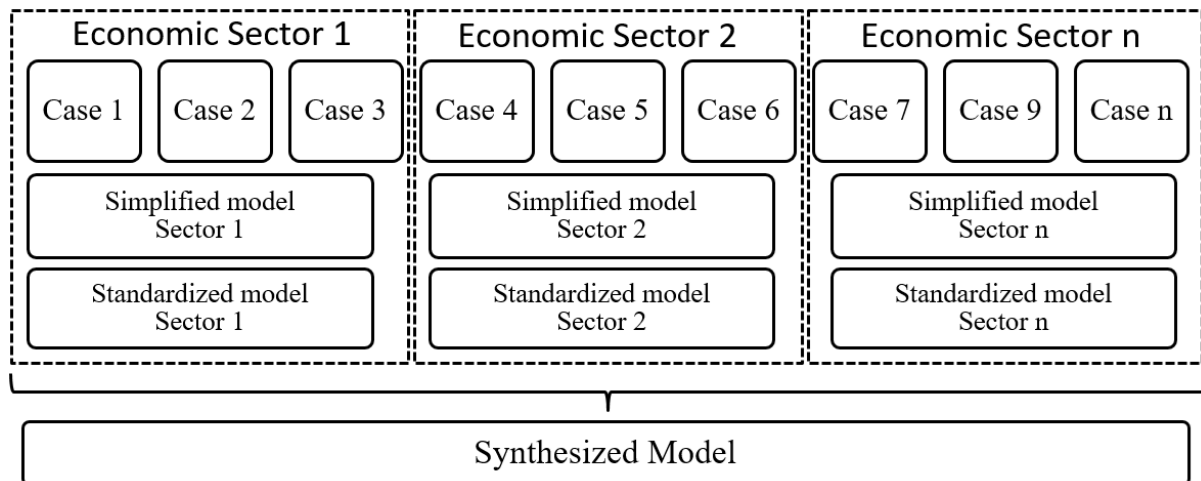 Economic Sector 1
Economic Sector 2
Economic Sector n
Case 1
Case 2
Case 3
Case 4
Case 5
Case 6
Case 7
Case 9
Case n
Simplified model
Sector 1
Simplified model
Sector 2
Simplified model
Sector n
Standardized model
Sector 1
Standardized model
Sector 2
Standardized model
Sector n
Synthesized Model